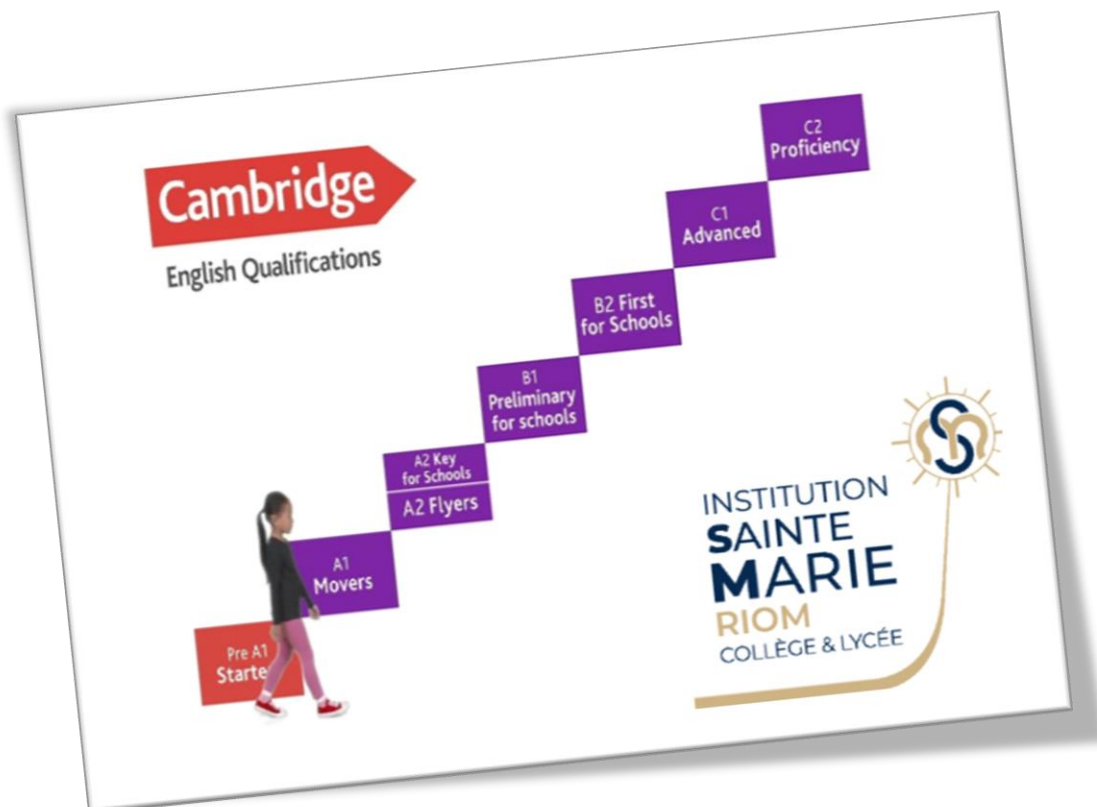 Cambridge
English Qualifications
C2
Proficiency
C1
Advanced
B2 First
for Schools
B1
Preliminary
for schools
A2 Key
for Schools
A2 Flyers
A1
Movers
Pre A1
Starte
INSTITUTION
SAINTE
MARIE
RIOM
COLLÈGE & LYCÉE